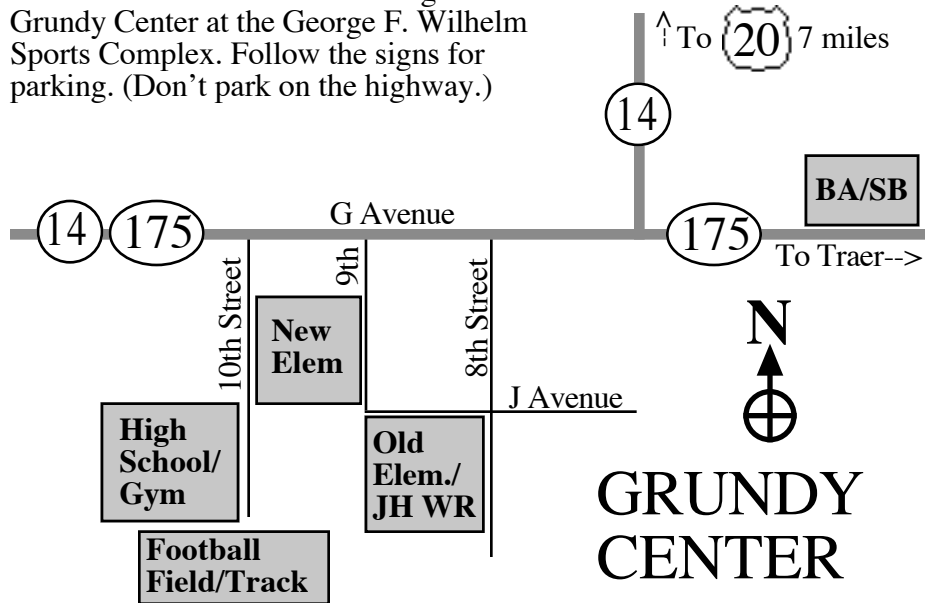 Grundy Center at the George F. Wilhelm
Sports Complex. Follow the signs for
parking. (Don’t park on the highway.)
To 20 7 miles
14
BA/SB
14 175
G Avenue
175
To Traer-->
10th Street
9th
8th Street
New
Elem
N
J Avenue
High
School/
Gym
Old
Elem./
JH WR
GRUNDY
CENTER
Football
Field/Track